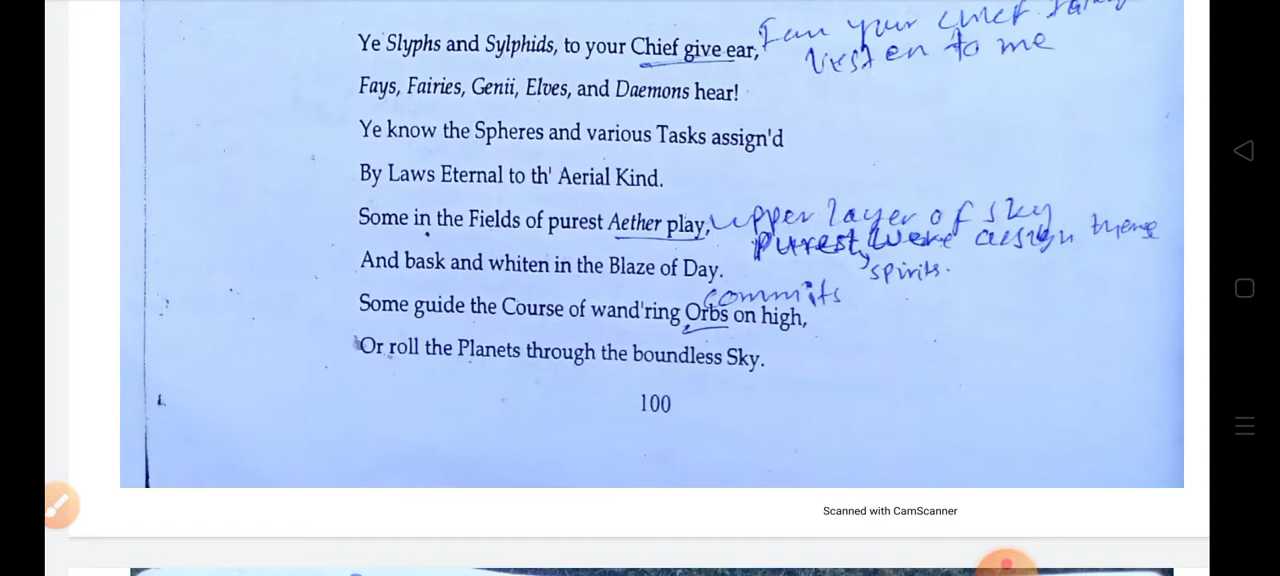 I am your chief
Ye Slyphs and Sylphids, to your Chief give ear,
listen to me
Fays, Fairies, Genii, Elves, and Daemons hear!
Ye know the Spheres and various Tasks assign'd
By Laws Eternal to th' Aerial Kind.
Some in the Fields of purest Aether play,
upper layer of sky
purest were design
spirits.
And bask and whiten in the Blaze of Day.
commits
Some guide the Course of wand'ring Orbs on high,
Or roll the Planets through the boundless Sky.
100
Scanned with CamScanner